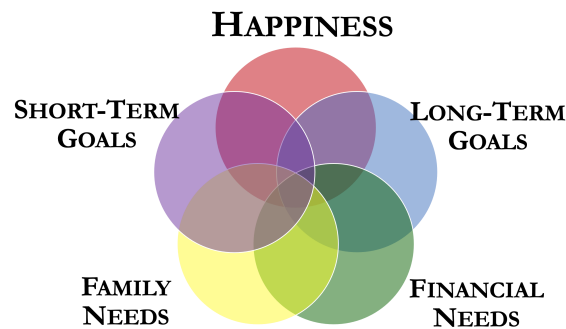 Happiness
Short-Term
Goals
Long-Term
Goals
Family
Needs
Financial
Needs